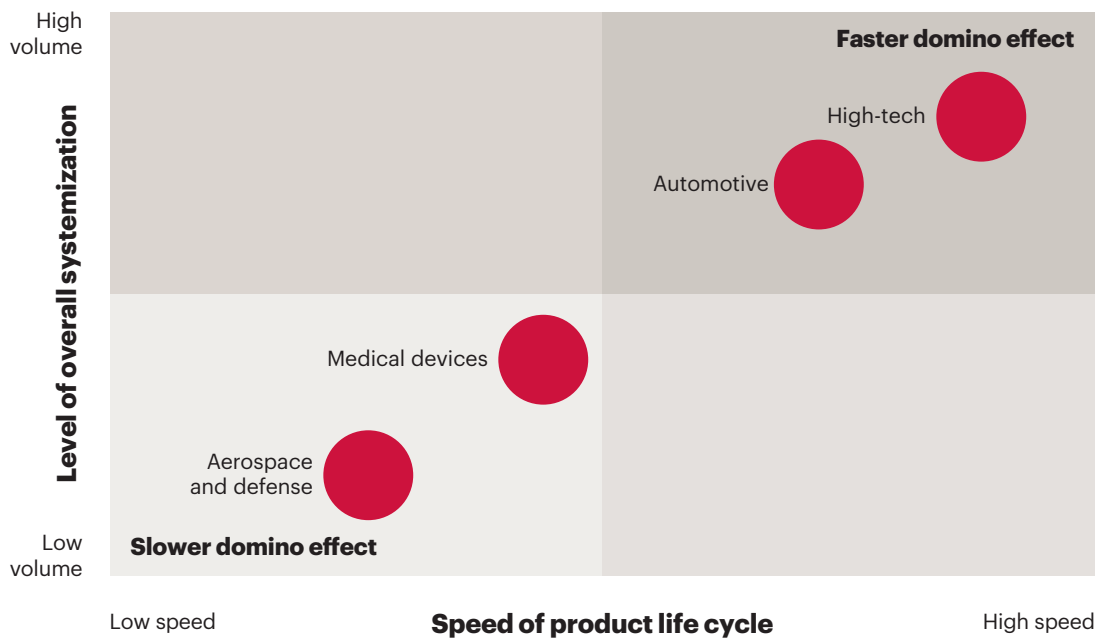 High
volume
Faster domino effect
High-tech
Automotive
Level of overall systemization
Medical devices
Aerospace
and defense
Low
volume
Slower domino effect
Low speed
Speed of product life cycle
High speed